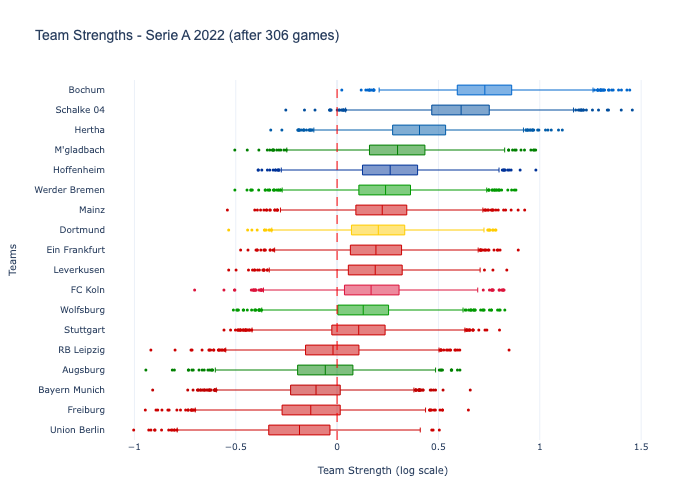 Team Strengths - Serie A 2022 (after 306 games)
Bochum
Schalke 04
Hertha
M'gladbach
Hoffenheim
Werder Bremen
Mainz
Dortmund
Ein Frankfurt
Leverkusen
FC Koln
Wolfsburg
Stuttgart
RB Leipzig
Augsburg
Bayern Munich
Freiburg
Union Berlin
Teams
−1
−0.5
0
0.5
1
1.5
Team Strength (log scale)